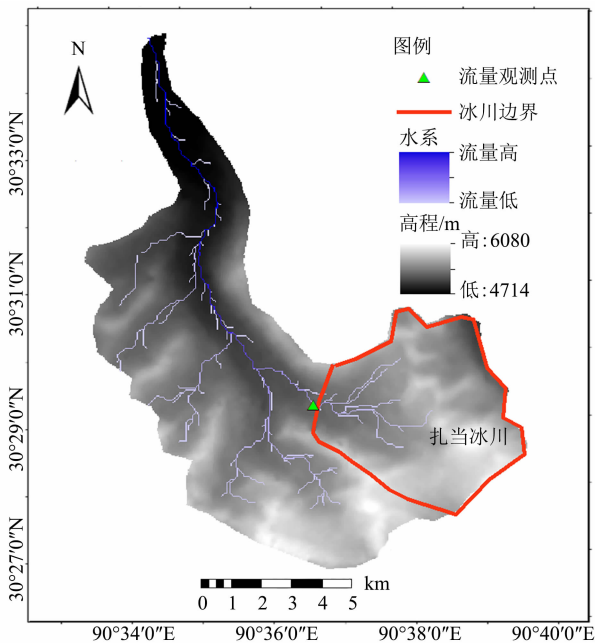 N
图例
流量观测点
冰川边界
水系
流量高
流量低
高程/m
高:6080
低:4714
扎当冰川
30°33′0″N
30°31′0″N
30°29′0″N
30°27′0″N
km
0 1 2 3 4 5
90°34′0″E 90°36′0″E 90°38′0″E 90°40′0″E